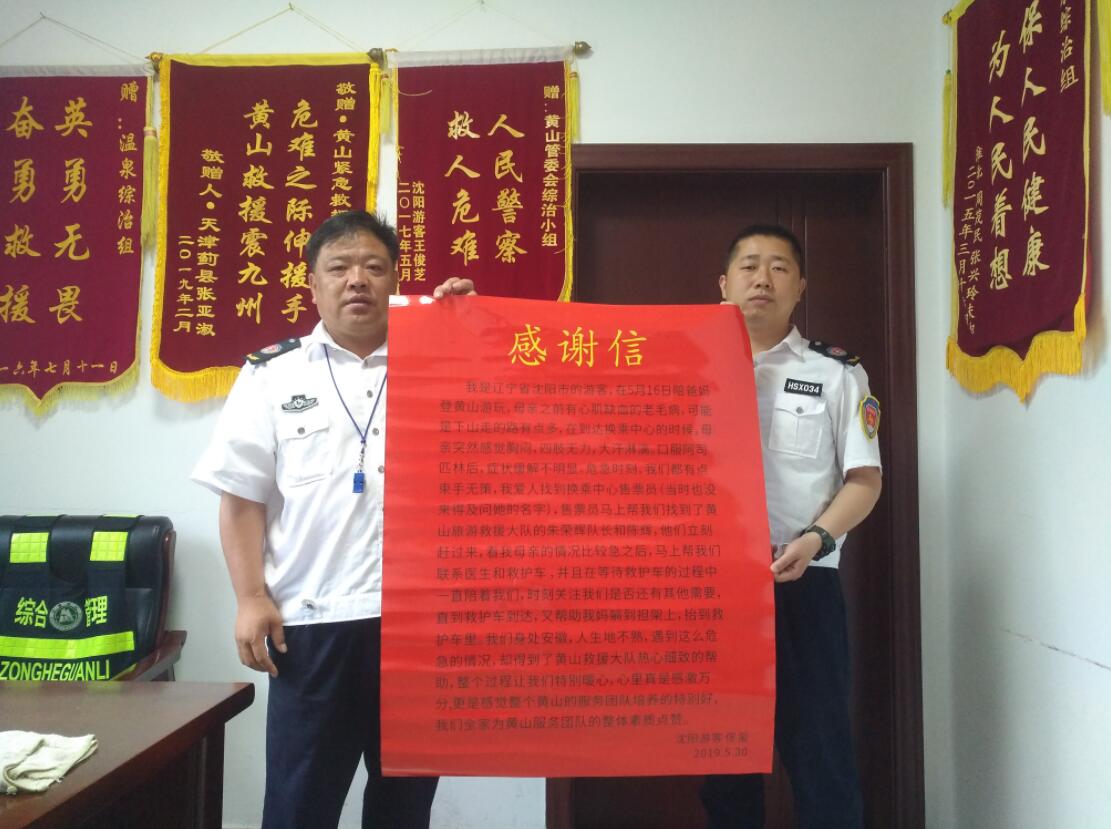 赠：温泉综治组
英勇无畏
奋勇救援
一六年七月十一日
敬赠·黄山紧急救
危难之际伸援手
黄山救援震九州
敬赠人·天津蓟县张亚淑
二〇一九年二月
赠：黄山管委会综治小组
人民警察
救人危难
沈阳游客王俊芝
二〇一七年五月
综治组
保人民健康
为人民着想
二〇一五年三月十
HSX034
综合管理
ZONGHEGUANLI
感谢信
我是辽宁省沈阳市的游客，在5月16日陪爸妈
登黄山游玩，母亲之前有心肌缺血的老毛病，可能
是下山走的路有点多，在到达换乘中心的时候，母
亲突然感觉胸闷，四肢无力，大汗淋漓。口服阿司
匹林后，症状缓解不明显。危急时刻，我们都有点
束手无策，我爱人找到换乘中心售票员(当时也没
来得及问她的名字)，售票员马上帮我们找到了黄
山旅游救援大队的朱荣辉队长和陈辉，他们立刻
赶过来，看我母亲的情况比较急之后，马上帮我们
联系医生和救护车，并且在等待救护车的过程中
一直陪着我们，时刻关注我们是否还有其他需要，
直到救护车到达，又帮助我妈躺到担架上，抬到救
护车里。我们身处安徽，人生地不熟，遇到这么危
急的情况，却得到了黄山救援大队热心细致的帮
助，整个过程让我们特别暖心，心里真是感激万
分，更是感觉整个黄山的服务团队培养的特别好，
我们全家为黄山服务团队的整体素质点赞。
沈阳游客 佟爱
2019.5.30